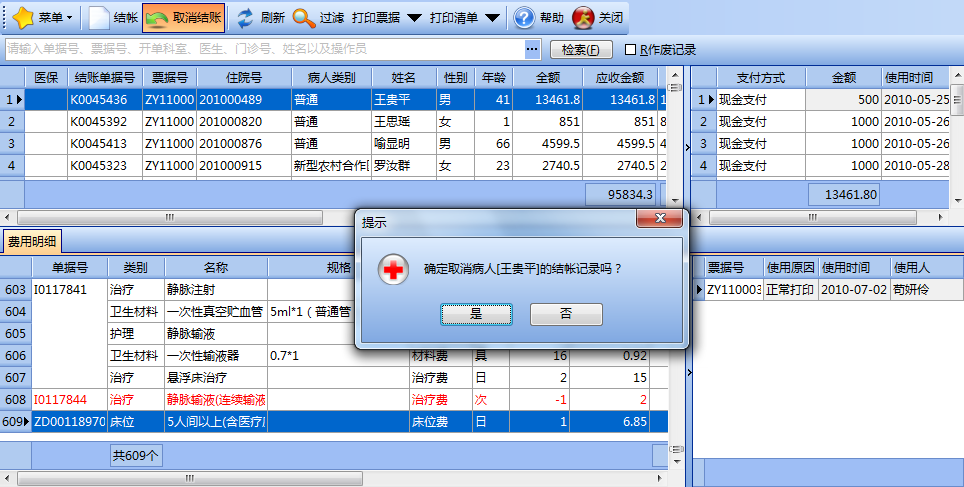 菜单 结帐 取消结账 刷新 过滤 打印票据 打印清单 帮助 关闭
请输入单据号、票据号、开单科室、医生、门诊号、姓名以及操作员 ... 检索(F) R作废记录
医保 结账单据号 票据号 住院号 病人类别 姓名 性别 年龄 金额 应收金额
1 K0045436 ZY11000 201000489 普通 王贵平 男 41 13461.8 13461.8 1
2 K0045392 ZY11000 201000820 普通 王思瑶 女 1 851 851 8
3 K0045413 ZY11000 201000876 普通 喻显明 男 66 4599.5 4599.5 4
4 K0045323 ZY11000 201000915 新型农村合作 罗汝群 女 23 2740.5 2740.5 2
95834.3
支付方式 金额 使用时间
1 现金支付 500 2010-05-25
2 现金支付 1000 2010-05-26
3 现金支付 1000 2010-05-26
4 现金支付 1000 2010-05-28
13461.80
提示
确定取消病人[王贵平]的结帐记录吗？
是 否
费用明细
单据号 类别 名称 规格
603 I0117841 治疗 静脉注射
604 卫生材料 一次性真空贮血管 5ml*1（普通管
605 护理 静脉输液
606 卫生材料 一次性输液器 0.7*1 材料费 具 16 0.92
607 治疗 悬浮床治疗 治疗费 日 2 15
608 I0117844 治疗 静脉输液(连续输液 治疗费 次 -1 2
609 ZD00118970 床位 5人间以上(含医疗 床位费 日 1 6.85
共609个
票据号 使用原因 使用时间 使用人
ZY110003 正常打印 2010-07-02 苟妍伶